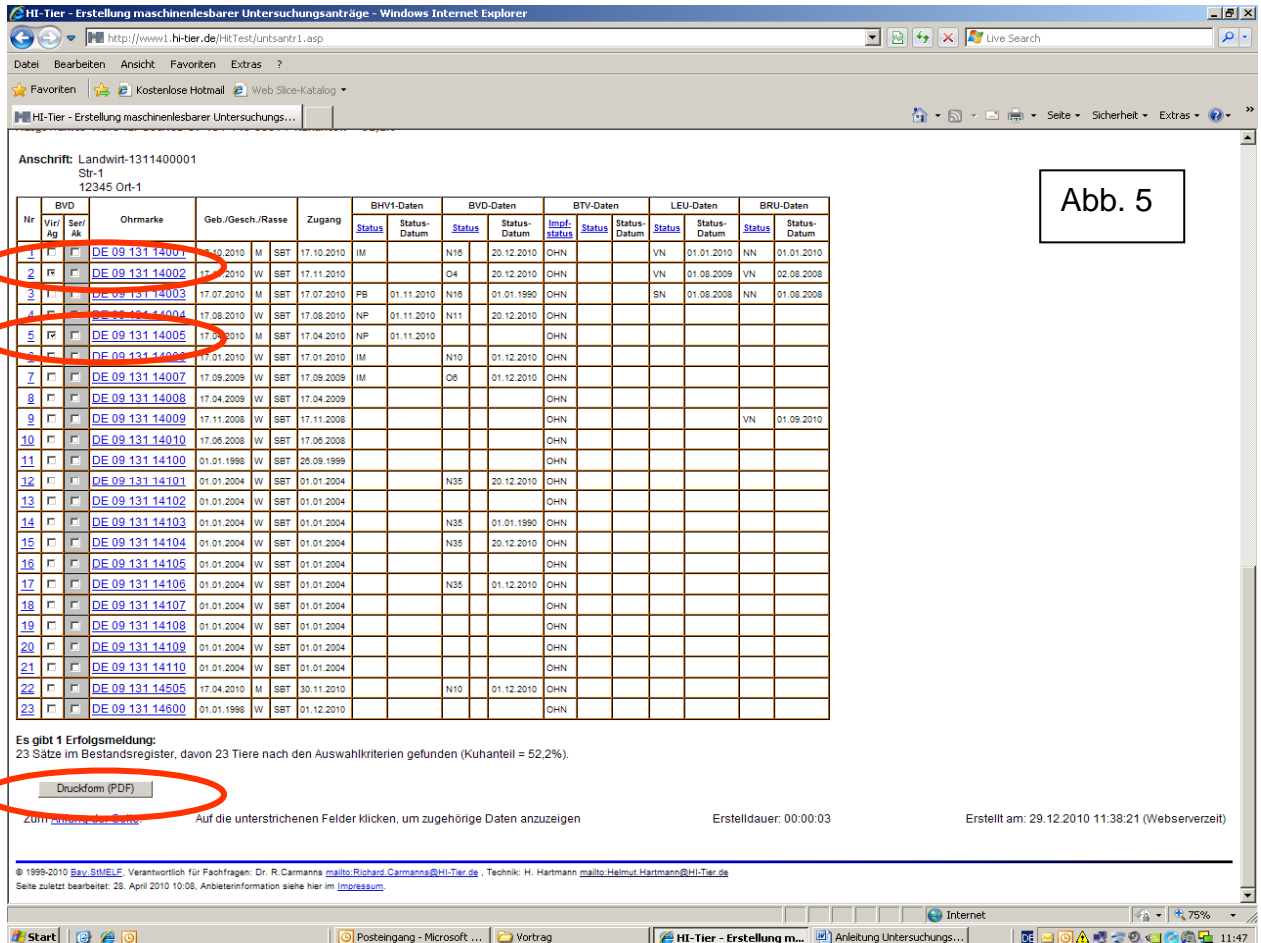 HI-Tier - Erstellung maschinenlesbarer Untersuchungsanträge - Windows Internet Explorer
http://www1.hi-tier.de/HitTest/untsantr1.asp
Live Search
Datei Bearbeiten Ansicht Favoriten Extras ?
Favoriten Kostenlose Hotmail Web Slice-Katalog
HI-Tier - Erstellung maschinenlesbarer Untersuchungs...
Seite Sicherheit Extras
Anschrift: Landwirt-1311400001
Str-1
12345 Ort-1
Abb. 5
BVD BHV1-Daten BVD-Daten BTV-Daten LEU-Daten BRU-Daten
Nr Vir/Ag Ser/Ak Ohrmarke Geb./Gesch./Rasse Zugang Status Status-Datum Status Status-Datum Impf-status Status Status-Datum Status Status-Datum Status Status-Datum
1 DE 09 131 14001 .10.2010 M SBT 17.10.2010 IM N16 20.12.2010 OHN VN 01.01.2010 NN 01.01.2010
2 DE 09 131 14002 2010 W SBT 17.11.2010 O4 20.12.2010 OHN VN 01.08.2009 VN 02.08.2008
3 DE 09 131 14003 17.07.2010 M SBT 17.07.2010 PB 01.11.2010 N16 01.01.1990 OHN SN 01.08.2008 NN 01.08.2008
4 DE 09 131 14004 17.08.2010 W SBT 17.08.2010 NP 01.11.2010 N11 20.12.2010 OHN
5 DE 09 131 14005 17.04.2010 M SBT 17.04.2010 NP 01.11.2010 OHN
6 DE 09 131 14006 17.01.2010 W SBT 17.01.2010 IM N10 01.12.2010 OHN
7 DE 09 131 14007 17.09.2009 W SBT 17.09.2009 IM O6 01.12.2010 OHN
8 DE 09 131 14008 17.04.2009 W SBT 17.04.2009 OHN
9 DE 09 131 14009 17.11.2008 W SBT 17.11.2008 OHN VN 01.09.2010
10 DE 09 131 14010 17.06.2008 W SBT 17.06.2008 OHN
11 DE 09 131 14100 01.01.1998 W SBT 26.09.1999 OHN
12 DE 09 131 14101 01.01.2004 W SBT 01.01.2004 N35 20.12.2010 OHN
13 DE 09 131 14102 01.01.2004 W SBT 01.01.2004 OHN
14 DE 09 131 14103 01.01.2004 W SBT 01.01.2004 N35 01.01.1990 OHN
15 DE 09 131 14104 01.01.2004 W SBT 01.01.2004 N35 20.12.2010 OHN
16 DE 09 131 14105 01.01.2004 W SBT 01.01.2004 OHN
17 DE 09 131 14106 01.01.2004 W SBT 01.01.2004 N35 01.12.2010 OHN
18 DE 09 131 14107 01.01.2004 W SBT 01.01.2004 OHN
19 DE 09 131 14108 01.01.2004 W SBT 01.01.2004 OHN
20 DE 09 131 14109 01.01.2004 W SBT 01.01.2004 OHN
21 DE 09 131 14110 01.01.2004 W SBT 01.01.2004 OHN
22 DE 09 131 14505 17.04.2010 M SBT 30.11.2010 N10 01.12.2010 OHN
23 DE 09 131 14600 01.01.1998 W SBT 01.12.2010 OHN
Es gibt 1 Erfolgsmeldung:
23 Sätze im Bestandsregister, davon 23 Tiere nach den Auswahlkriterien gefunden (Kuhanteil = 52,2%).
Druckform (PDF)
Zum Anfang der Seite. Auf die unterstrichenen Felder klicken, um zugehörige Daten anzuzeigen Erstelldauer: 00:00:03 Erstellt am: 29.12.2010 11:38:21 (Webserverzeit)
© 1999-2010 Bay.StMELF, Verantwortlich für Fachfragen: Dr. R.Carmanns mailto:Richard.Carmanns@HI-Tier.de , Technik: H. Hartmann mailto:Helmut.Hartmann@HI-Tier.de
Seite zuletzt bearbeitet: 28. April 2010 10:08, Anbieterinformation siehe hier im Impressum.
Internet 75%
Start Posteingang - Microsoft ... Vortrag HI-Tier - Erstellung m... Anleitung Untersuchungs... DE 11:47